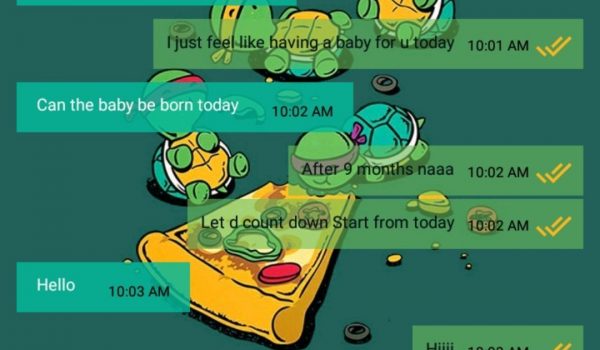 I just feel like having a baby for u today 10:01 AM
Can the baby be born today 10:02 AM
After 9 months naaa 10:02 AM
Let d count down Start from today 10:02 AM
Hello 10:03 AM
Hiiii